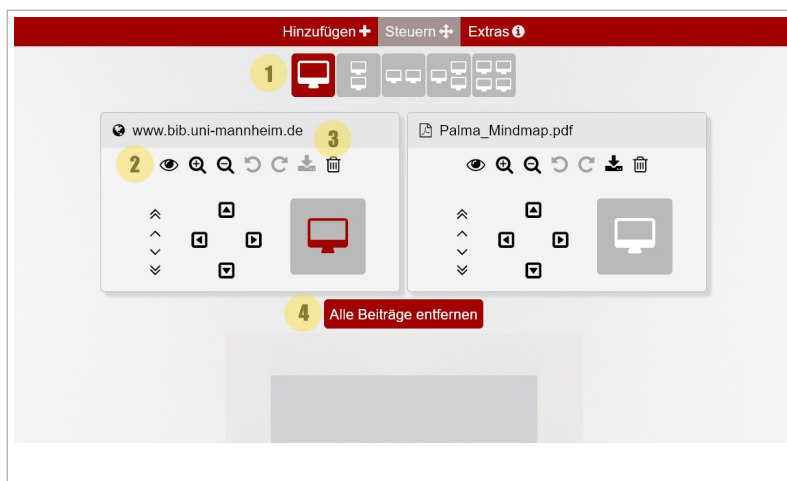 Hinzufügen Steuern Extras
1
www.bib.uni-mannheim.de 3 Palma_Mindmap.pdf
2
4 Alle Beiträge entfernen